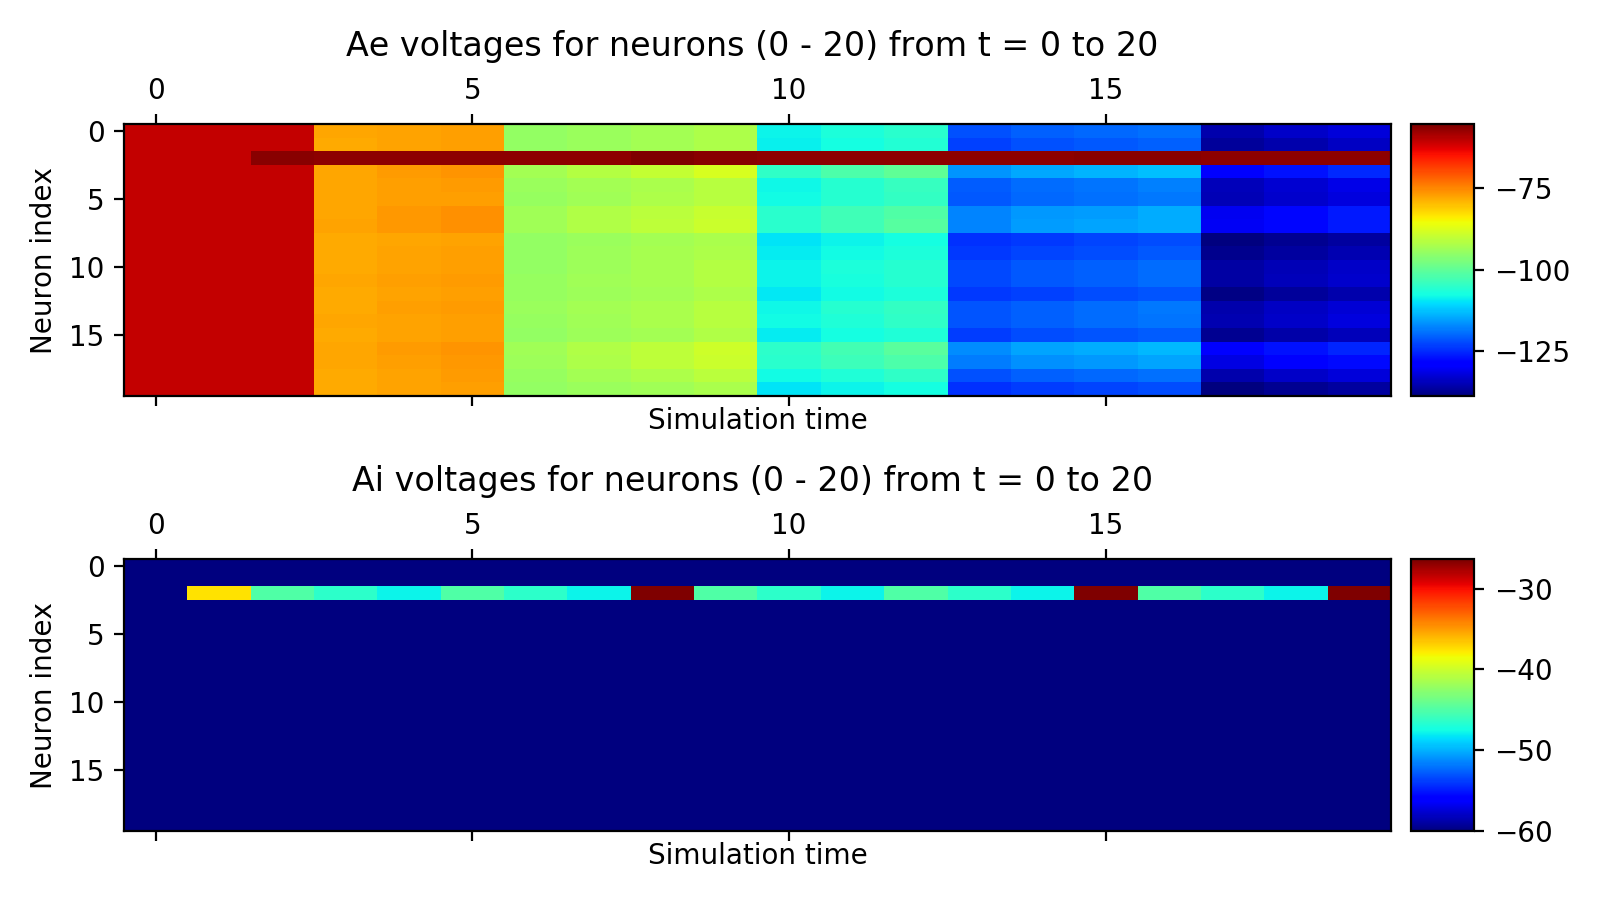 Ae voltages for neurons (0 - 20) from t = 0 to 20
0 5 10 15
0
5
10
15
Neuron index
Simulation time
−75
−100
−125
Ai voltages for neurons (0 - 20) from t = 0 to 20
0 5 10 15
0
5
10
15
Neuron index
Simulation time
−30
−40
−50
−60